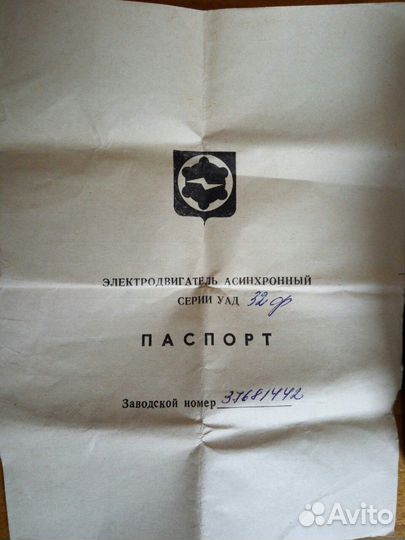 ЭЛЕКТРОДВИГАТЕЛЬ АСИНХРОННЫЙ
СЕРИИ УАД 32ф
ПАСПОРТ
Заводской номер 37681442
Avito